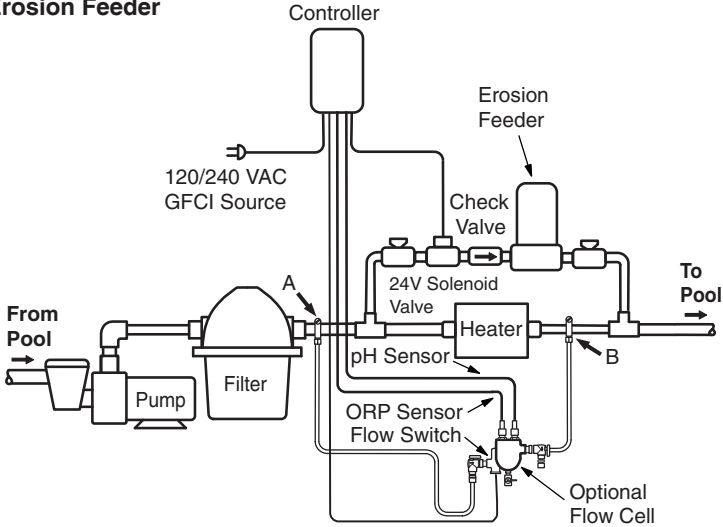 Erosion Feeder
Controller
Erosion
Feeder
120/240 VAC
GFCI Source
Check
Valve
24V Solenoid
Valve
To
Pool
A
From
Pool
Heater
B
pH Sensor
Filter
Pump
ORP Sensor
Flow Switch
Optional
Flow Cell